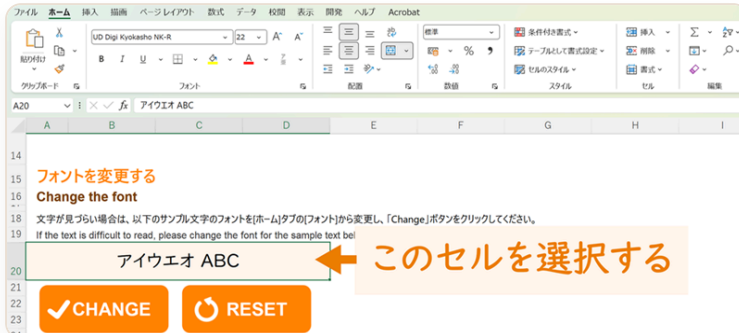 ファイル ホーム 挿入 描画 ページ レイアウト 数式 データ 校閲 表示 開発 ヘルプ Acrobat
UD Digi Kyokasho NK-R 22 A A 標準 条件付き書式 挿入
貼り付け B I U A テーブルとして書式設定 削除
セルのスタイル 書式
クリップボード フォント 配置 数値 スタイル セル 編集
A20 fx アイウエオ ABC
A B C D E F G H I
14
15 フォントを変更する
16 Change the font
18 文字が見づらい場合は、以下のサンプル文字のフォントを[ホーム]タブの[フォント]から変更し、「Change」ボタンをクリックしてください。
19 If the text is difficult to read, please change the font for the sample text
20 アイウエオ ABC このセルを選択する
21
22 CHANGE RESET
23